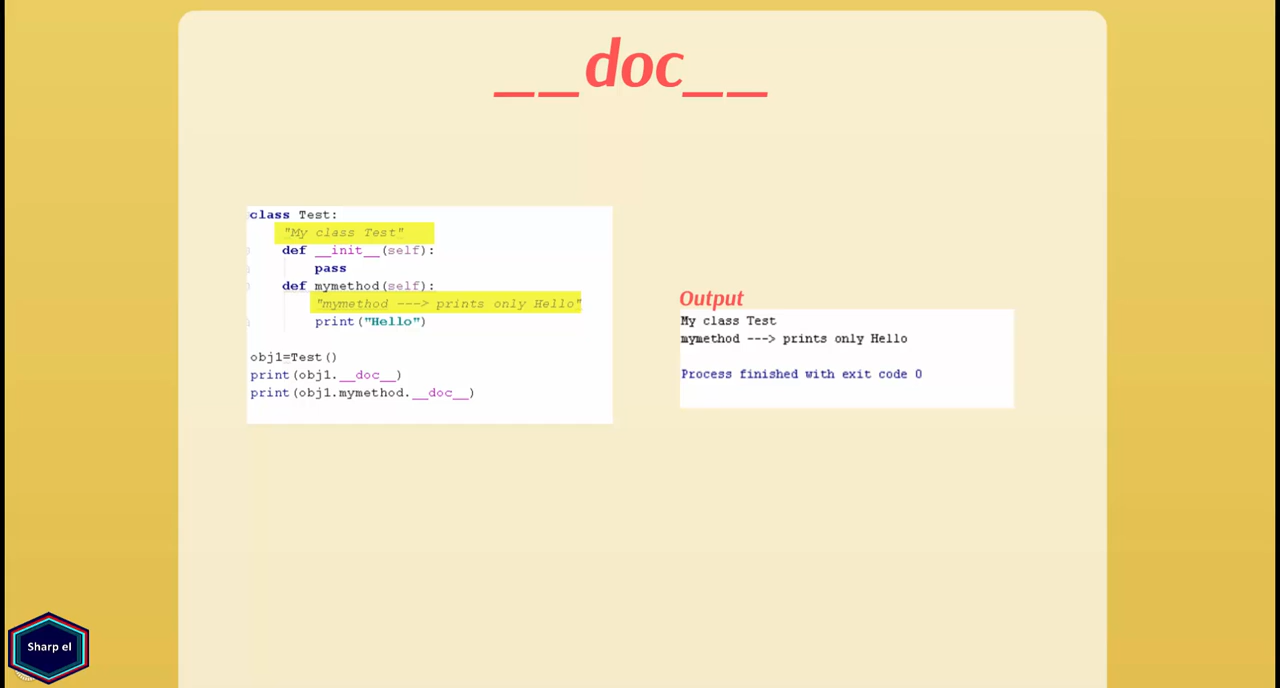 __doc__
class Test:
"My class Test"
def __init__(self):
pass
def mymethod(self):
"mymethod ---> prints only Hello"
print("Hello")
obj1=Test()
print(obj1.__doc__)
print(obj1.mymethod.__doc__)
Output
My class Test
mymethod ---> prints only Hello
Process finished with exit code 0
Sharp el